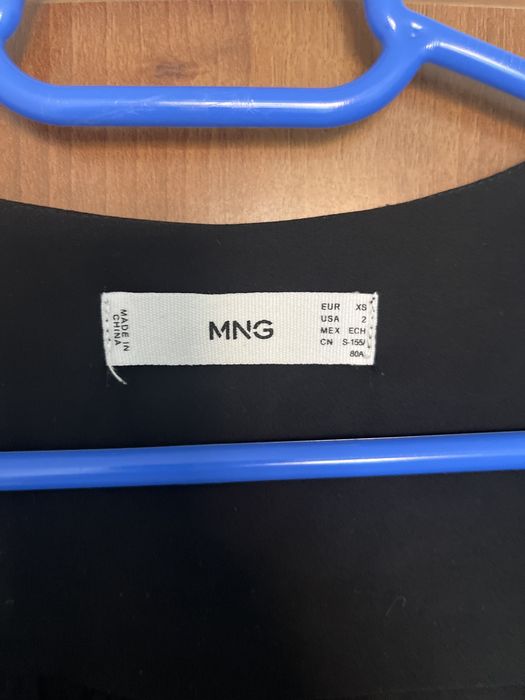 MADE IN
CHINA
MNG
EUR XS
USA 2
MEX ECH
CN S-155/
80A